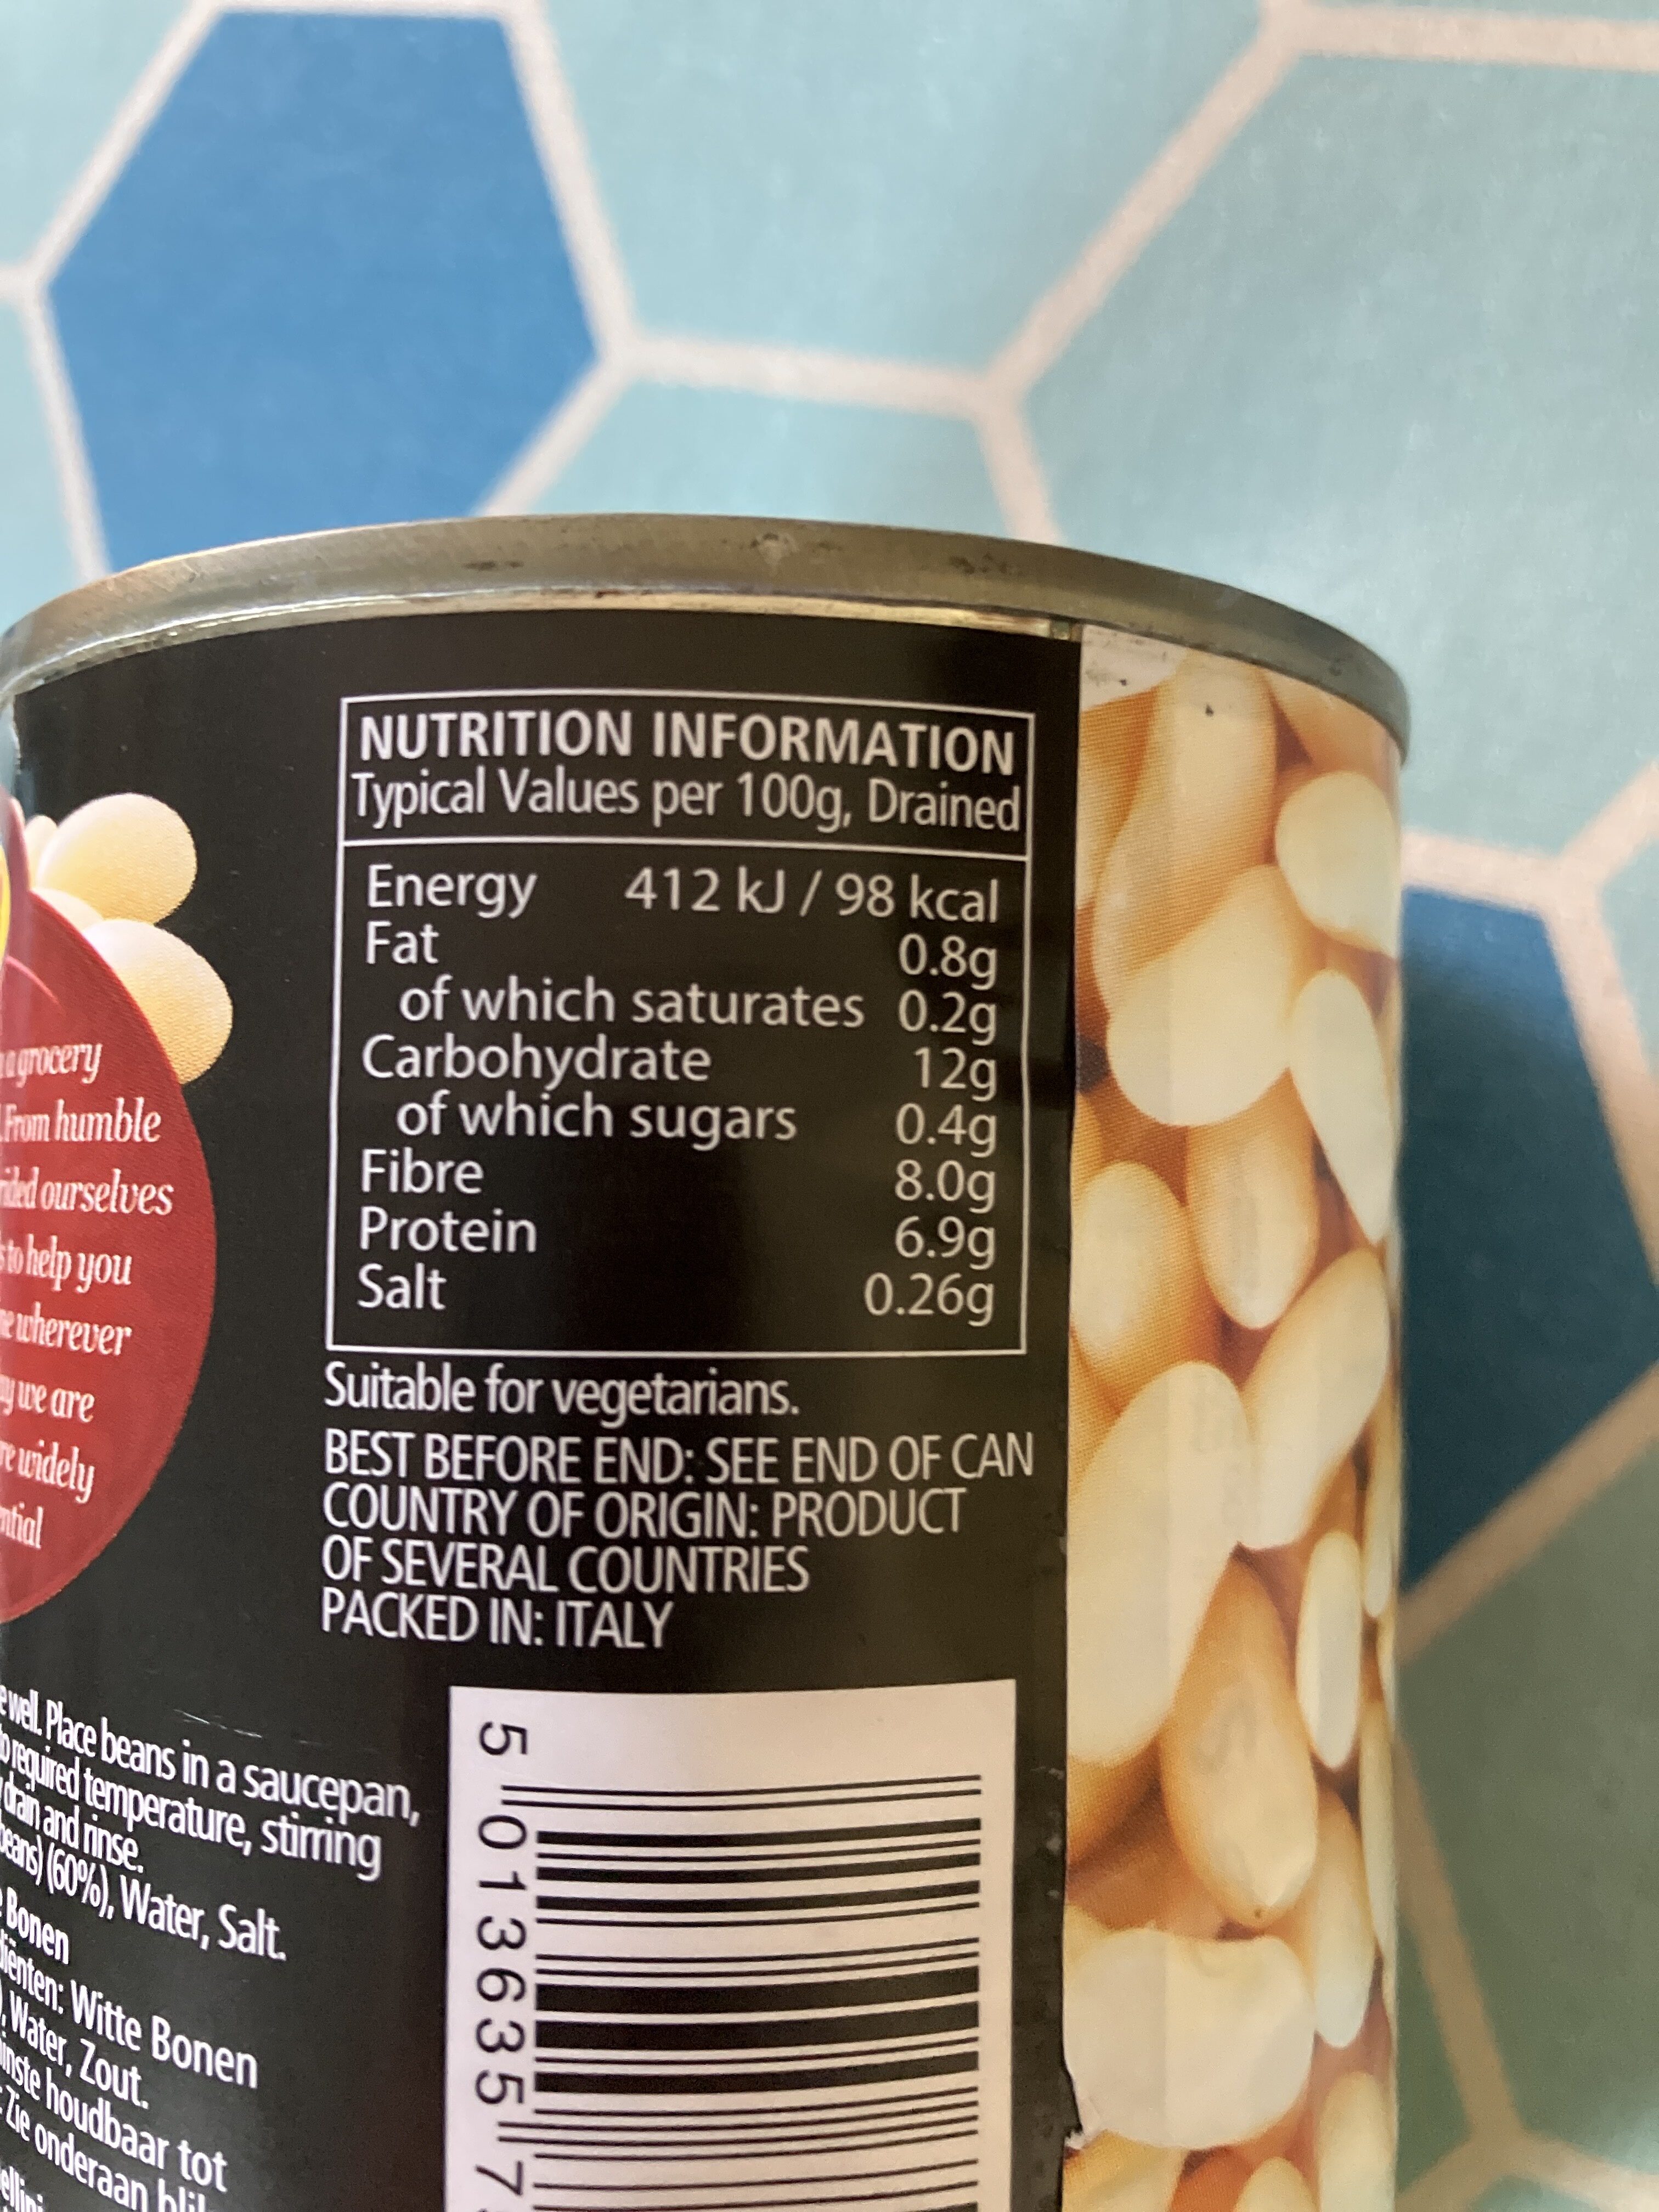 NUTRITION INFORMATION
Typical Values per 100g, Drained
Energy 412 kJ / 98 kcal
Fat 0.8g
of which saturates 0.2g
Carbohydrate 12g
of which sugars 0.4g
Fibre 8.0g
Protein 6.9g
Salt 0.26g
Suitable for vegetarians.
BEST BEFORE END: SEE END OF CAN
COUNTRY OF ORIGIN: PRODUCT
OF SEVERAL COUNTRIES
PACKED IN: ITALY
grocery
From humble
ourselves
to help you
wherever
we are
widely
well. Place beans in a saucepan,
required temperature, stirring
drain and rinse.
(60%), Water, Salt.
Bonen
Witte Bonen
Water, Zout.
houdbaar tot
Zie onderaan
5 013635 7